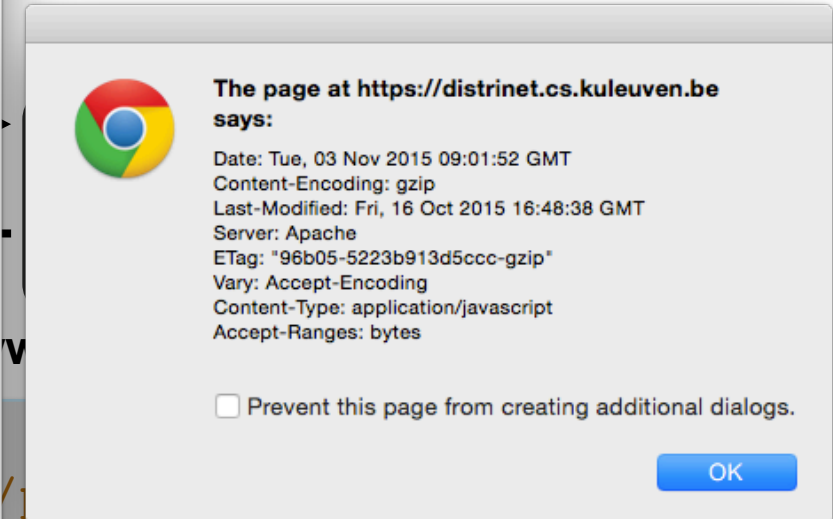 The page at https://distrinet.cs.kuleuven.be
says:
Date: Tue, 03 Nov 2015 09:01:52 GMT
Content-Encoding: gzip
Last-Modified: Fri, 16 Oct 2015 16:48:38 GMT
Server: Apache
ETag: "96b05-5223b913d5ccc-gzip"
Vary: Accept-Encoding
Content-Type: application/javascript
Accept-Ranges: bytes
Prevent this page from creating additional dialogs.
OK